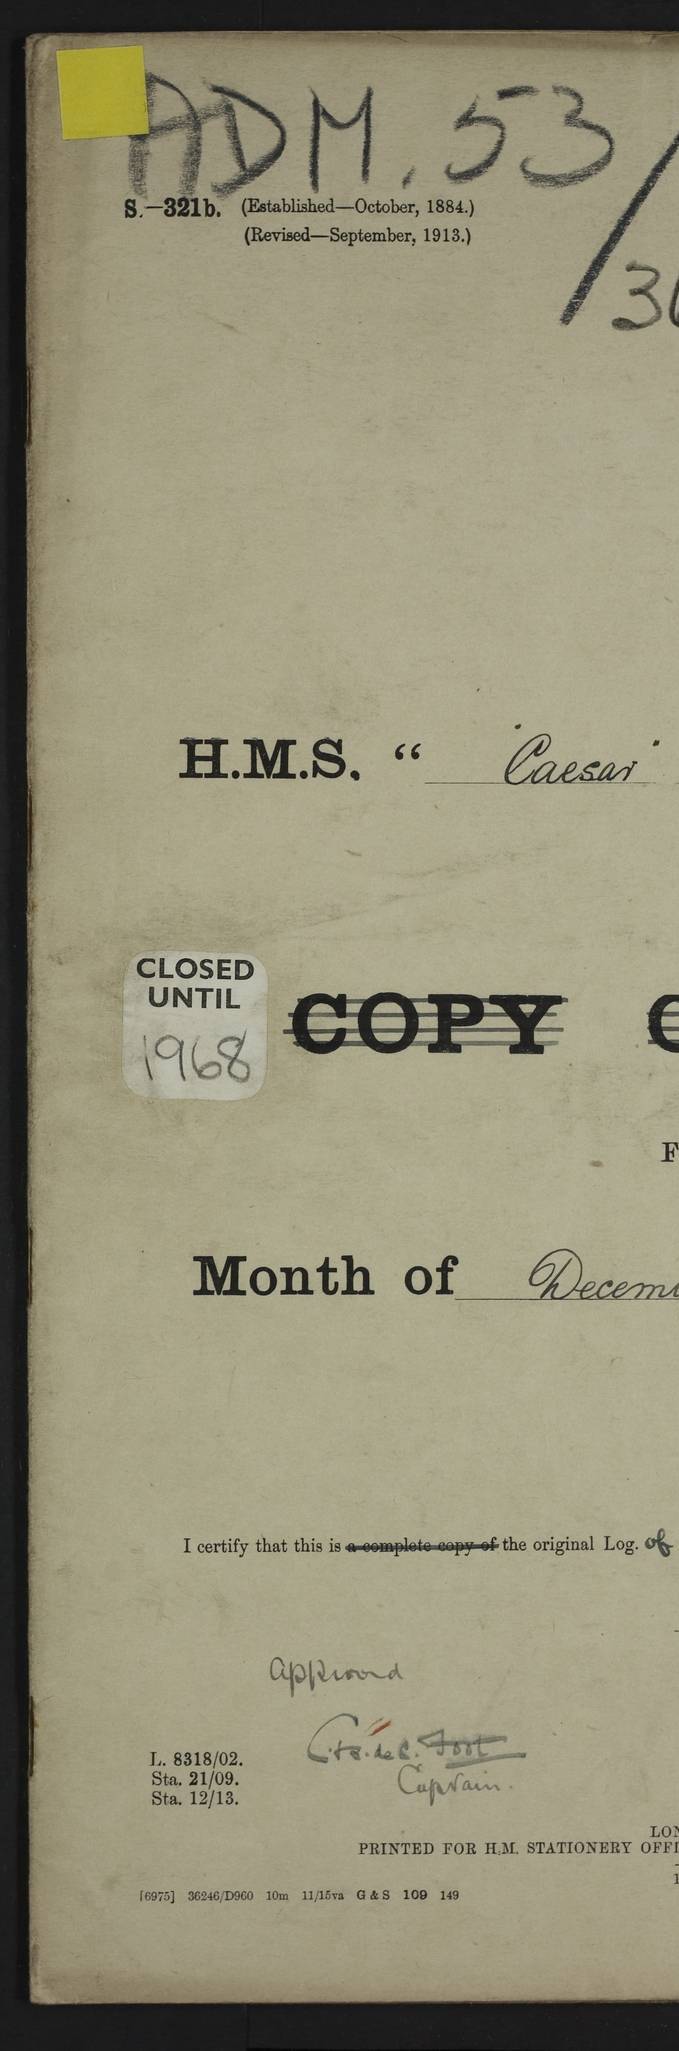 ADM. 53/
S.—321b. (Established—October, 1884.)
(Revised—September, 1913.)
H.M.S. “ "Caesar"
CLOSED
UNTIL
1968
COPY
Month of
I certify that this is a complete copy of the original Log. of
Approved
Captain.
L. 8318/02.
Sta. 21/09.
Sta. 12/13.
PRINTED FOR H.M. STATIONERY
[6975] 36246/D960 10m 11/15va G & S 109 149